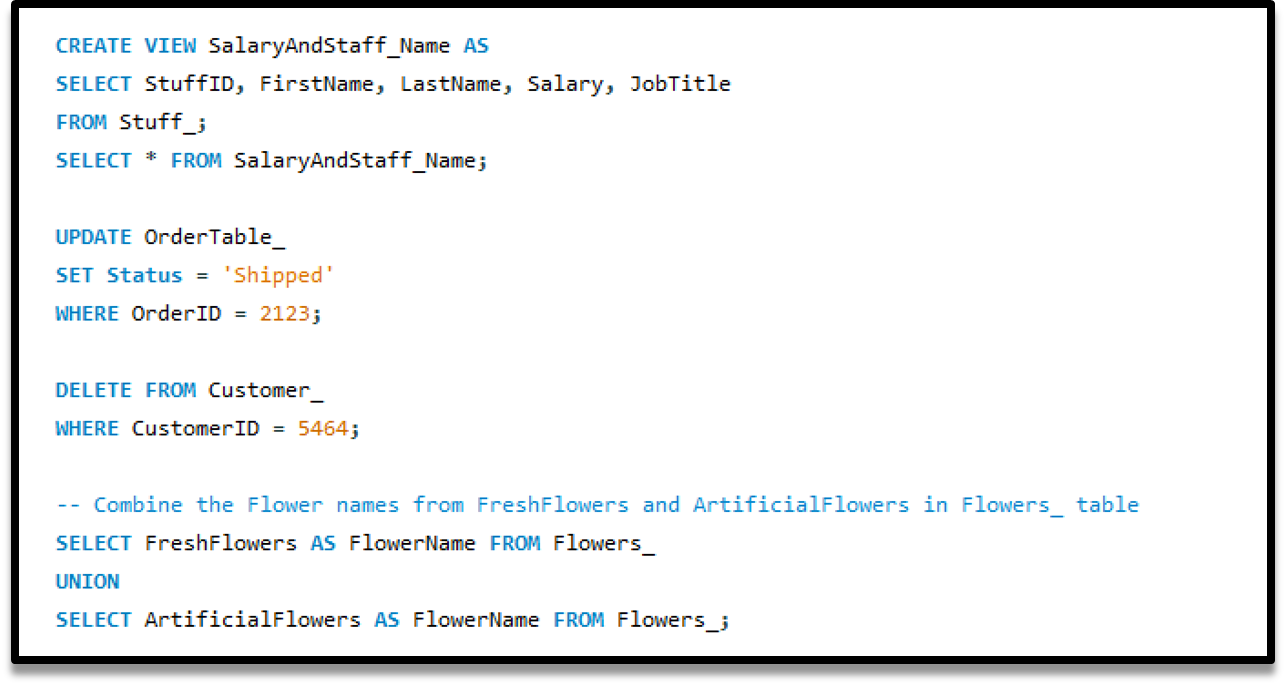 CREATE VIEW SalaryAndStaff_Name AS
SELECT StuffID, FirstName, LastName, Salary, JobTitle
FROM Stuff_;
SELECT * FROM SalaryAndStaff_Name;
UPDATE OrderTable_
SET Status = 'Shipped'
WHERE OrderID = 2123;
DELETE FROM Customer_
WHERE CustomerID = 5464;
-- Combine the Flower names from FreshFlowers and ArtificialFlowers in Flowers_ table
SELECT FreshFlowers AS FlowerName FROM Flowers_
UNION
SELECT ArtificialFlowers AS FlowerName FROM Flowers_;